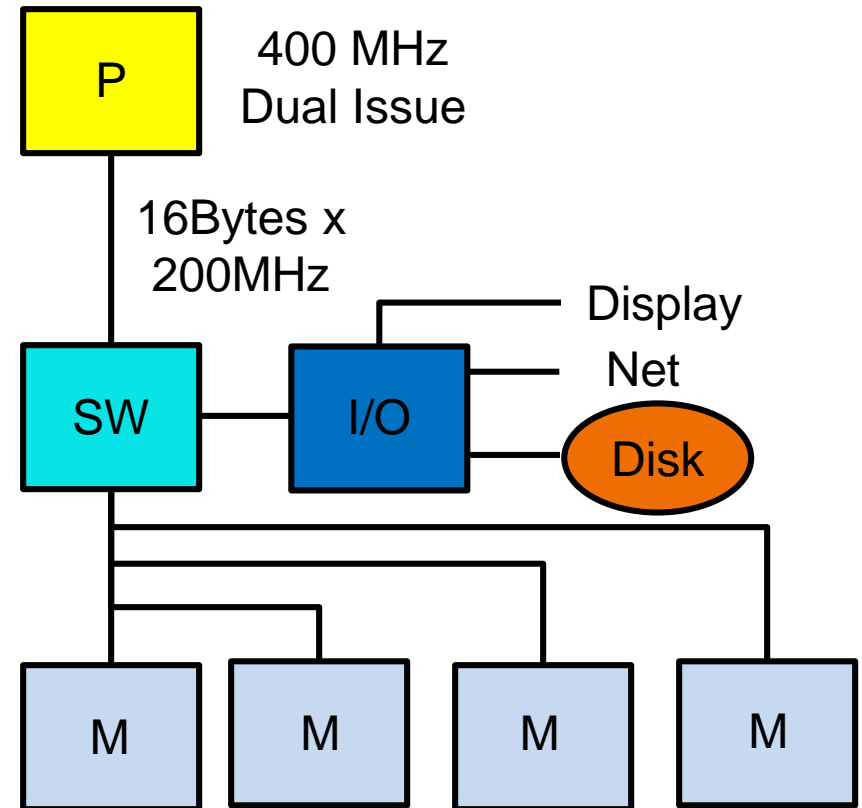 P
400 MHz
Dual Issue
16Bytes x
200MHz
Display
SW
I/O
Net
Disk
M
M
M
M